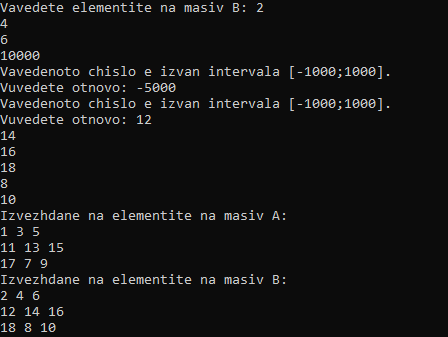 Vavedete elementite na masiv B: 2
4
6
10000
Vavedenoto chislo e izvan intervala [-1000;1000].
Vuvedete otnovo: -5000
Vavedenoto chislo e izvan intervala [-1000;1000].
Vuvedete otnovo: 12
14
16
18
8
10
Izvezhdane na elementite na masiv A:
1 3 5
11 13 15
17 7 9
Izvezhdane na elementite na masiv B:
2 4 6
12 14 16
18 8 10